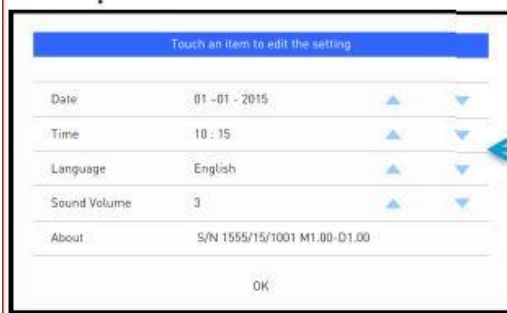 Touch an item to edit the setting
Date 01 -01 - 2015
Time 10 : 15
Language English
Sound Volume 3
About S/N 1555/15/1001 M1.00-D1.00
OK